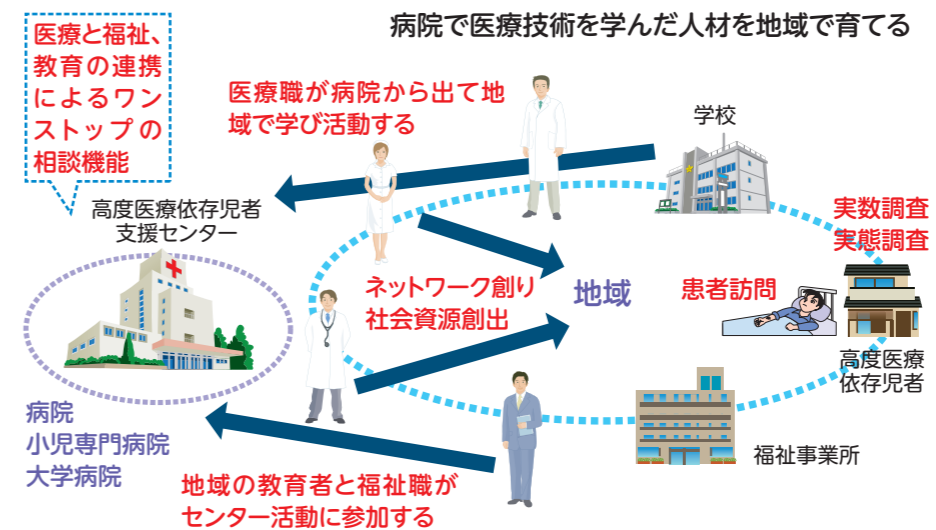 病院で医療技術を学んだ人材を地域で育てる
医療と福祉、
教育の連携
によるワン
ストップの
相談機能
医療職が病院から出て地
域で学び活動する
学校
高度医療依存児者
支援センター
実数調査
実態調査
ネットワーク創り
社会資源創出
地域
患者訪問
高度医療
依存児者
病院
小児専門病院
大学病院
福祉事業所
地域の教育者と福祉職が
センター活動に参加する